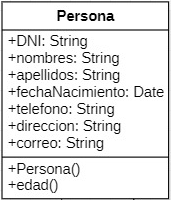 Persona
+DNI: String
+nombres: String
+apellidos: String
+fechaNacimiento: Date
+telefono: String
+direccion: String
+correo: String
+Persona()
+edad()